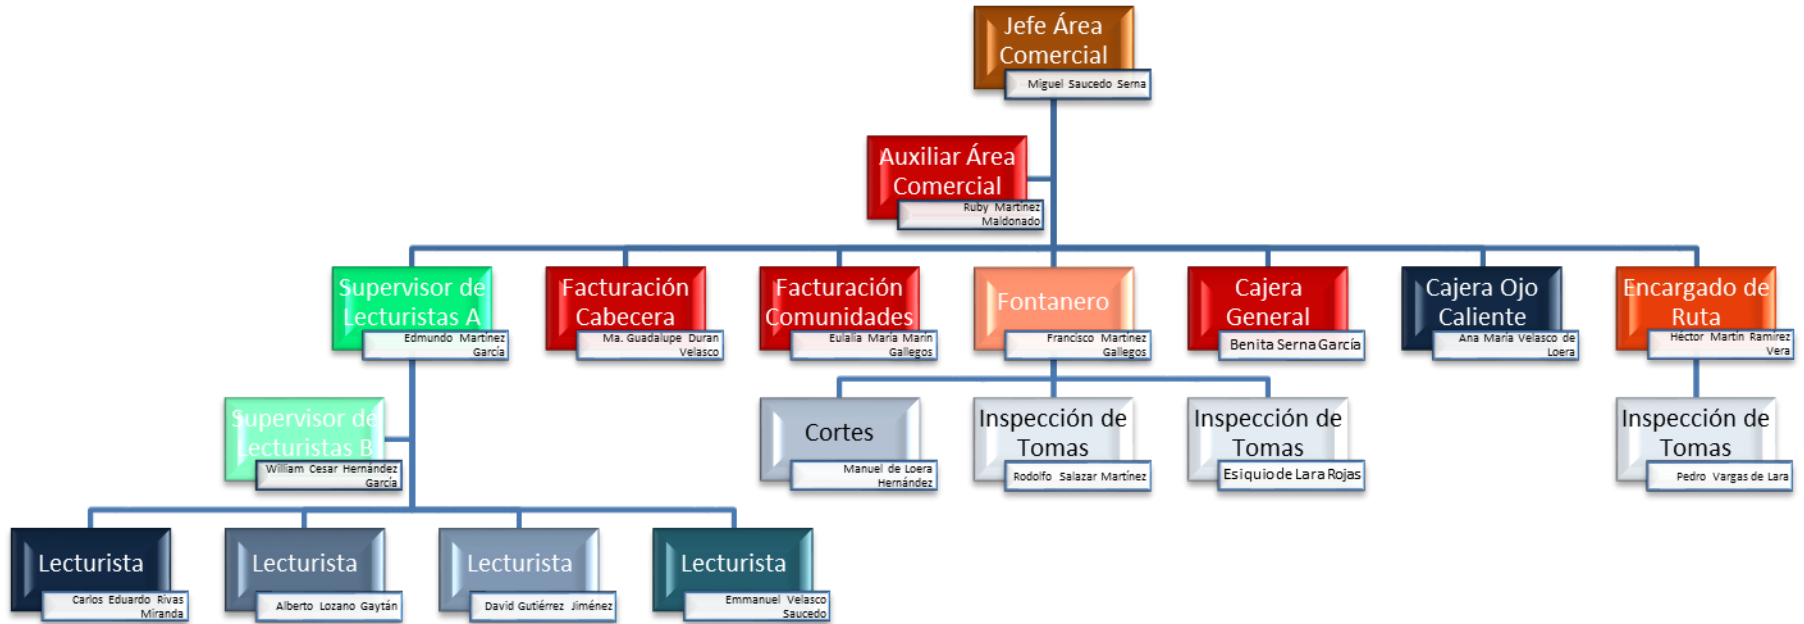 Jefe Área
Comercial
Miguel Saucedo Serna
Auxiliar Área
Comercial
Ruby Martínez
Maldonado
Supervisor de
Lecturistas A
Edmundo Martínez
García
Facturación
Cabecera
Ma. Guadalupe Duran
Velasco
Facturación
Comunidades
Eulalia María Marín
Gallegos
Fontanero
Francisco Martínez
Gallegos
Cajera
General
Benita Serna García
Cajera Ojo
Caliente
Ana María Velasco de
Loera
Encargado de
Ruta
Héctor Martín Ramírez
Vera
Supervisor de
Lecturistas B
William Cesar Hernández
García
Cortes
Manuel de Loera
Hernández
Inspección de
Tomas
Rodolfo Salazar Martínez
Inspección de
Tomas
Esiquio de Lara Rojas
Inspección de
Tomas
Pedro Vargas de Lara
Lecturista
Carlos Eduardo Rivas
Miranda
Lecturista
Alberto Lozano Gaytán
Lecturista
David Gutiérrez Jiménez
Lecturista
Emmanuel Velasco
Saucedo